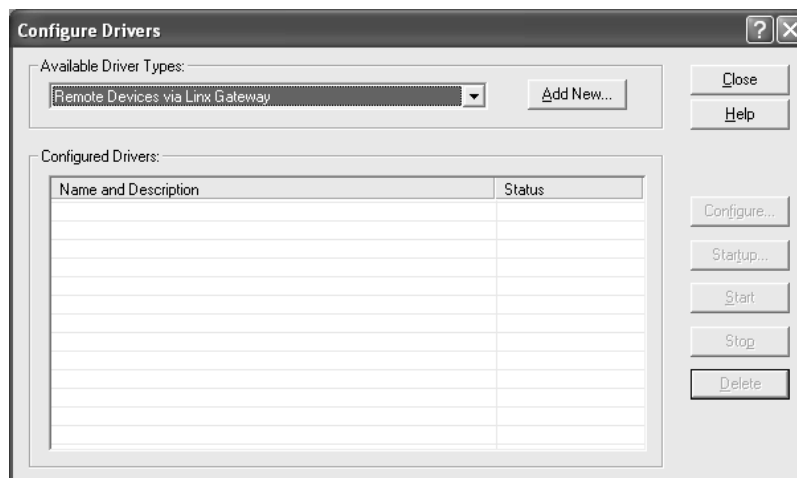 Configure Drivers
Available Driver Types:
Remote Devices via Linx Gateway
Add New...
Close
Help
Configured Drivers:
Name and Description
Status
Configure...
Startup...
Start
Stop
Delete